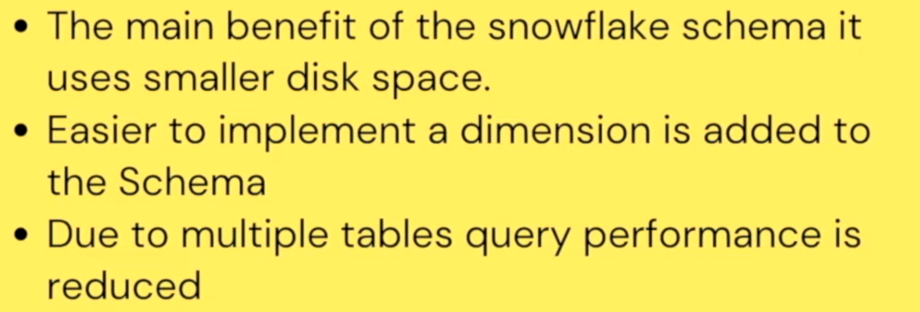 • The main benefit of the snowflake schema it
uses smaller disk space.
• Easier to implement a dimension is added to
the Schema
• Due to multiple tables query performance is
reduced